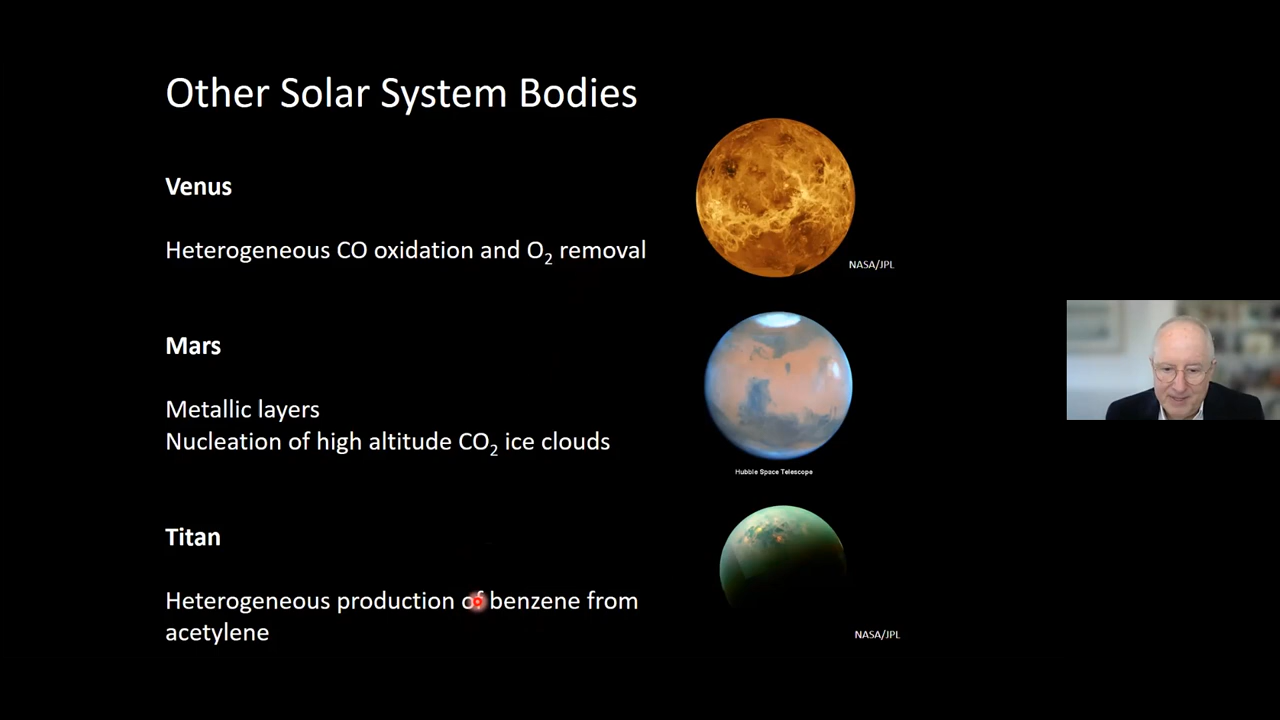 Other Solar System Bodies
Venus
Heterogeneous CO oxidation and O₂ removal
NASA/JPL
Mars
Metallic layers
Nucleation of high altitude CO₂ ice clouds
Hubble Space Telescope
Titan
Heterogeneous production of benzene from
acetylene
NASA/JPL